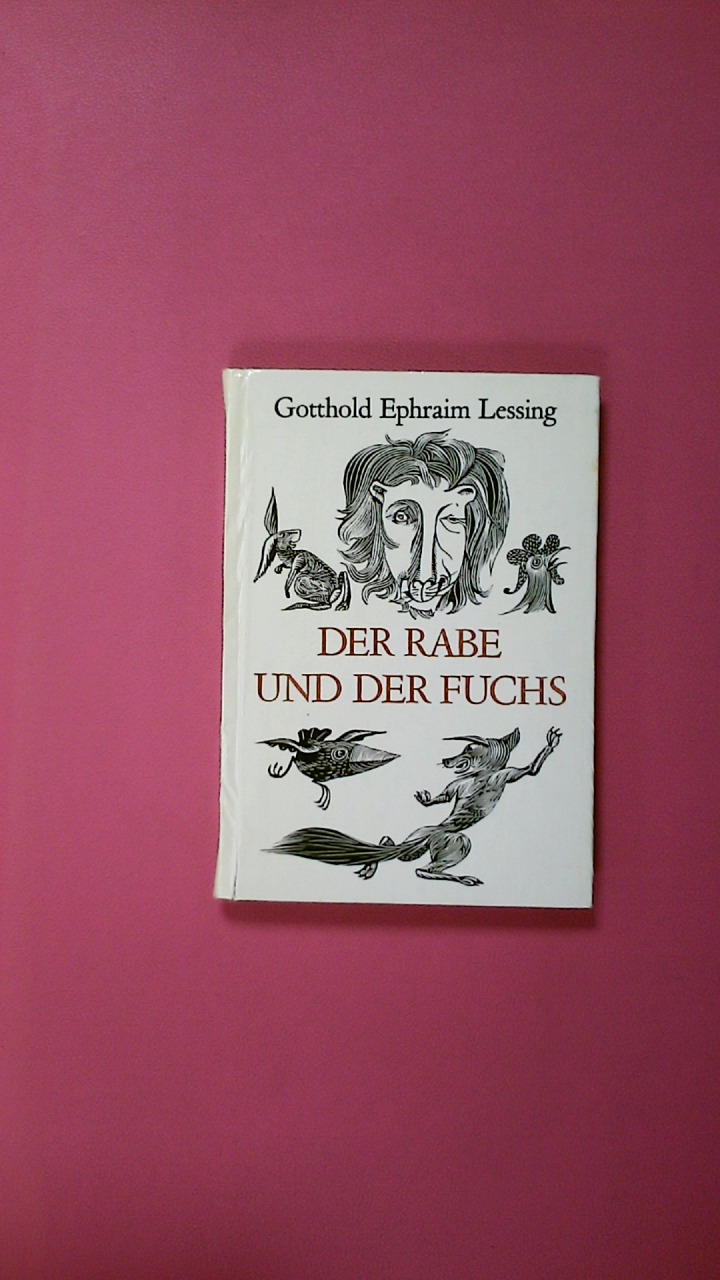 Gotthold Ephraim Lessing
DER RABE
UND DER FUCHS